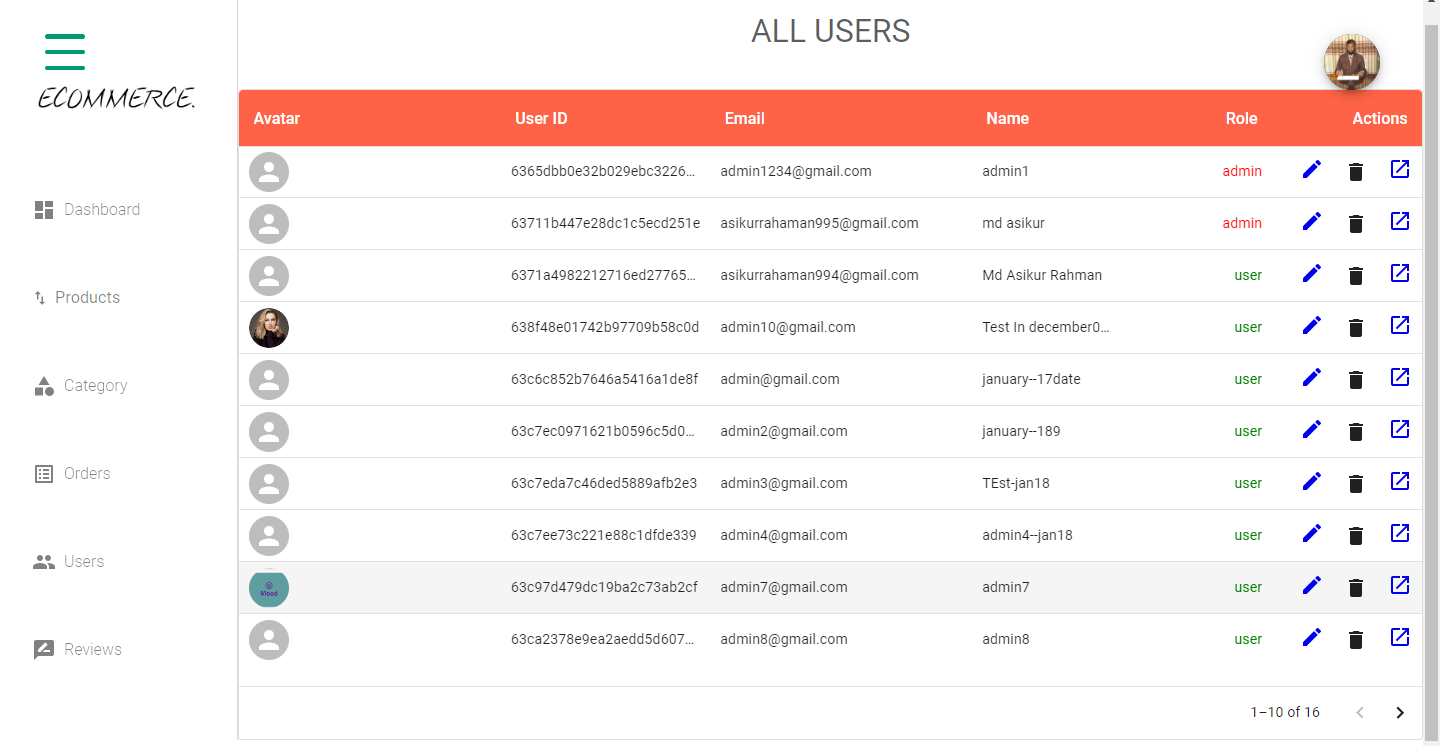 ALL USERS
ECOMMERCE.
Dashboard
Products
Category
Orders
Users
Reviews
Avatar User ID Email Name Role Actions
6365dbb0e32b029ebc3226... admin1234@gmail.com admin1 admin
63711b447e28dc1c5ecd251e asikurrahaman995@gmail.com md asikur admin
6371a4982212716ed27765... asikurrahaman994@gmail.com Md Asikur Rahman user
638f48e01742b97709b58c0d admin10@gmail.com Test In december0... user
63c6c852b7646a5416a1de8f admin@gmail.com january--17date user
63c7ec0971621b0596c5d0... admin2@gmail.com january--189 user
63c7eda7c46ded5889afb2e3 admin3@gmail.com TEst-jan18 user
63c7ee73c221e88c1dfde339 admin4@gmail.com admin4--jan18 user
Mood
63c97d479dc19ba2c73ab2cf admin7@gmail.com admin7 user
63ca2378e9ea2aedd5d607... admin8@gmail.com admin8 user
1–10 of 16